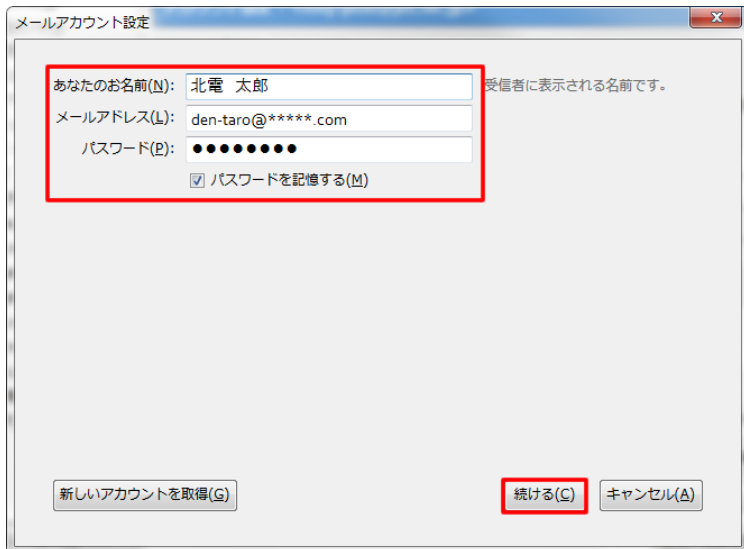 メールアカウント設定
あなたのお名前(N): 北電　太郎 受信者に表示される名前です。
メールアドレス(L): den-taro@*****.com
パスワード(P): ●●●●●●●●
パスワードを記憶する(M)
新しいアカウントを取得(G) 続ける(C) キャンセル(A)